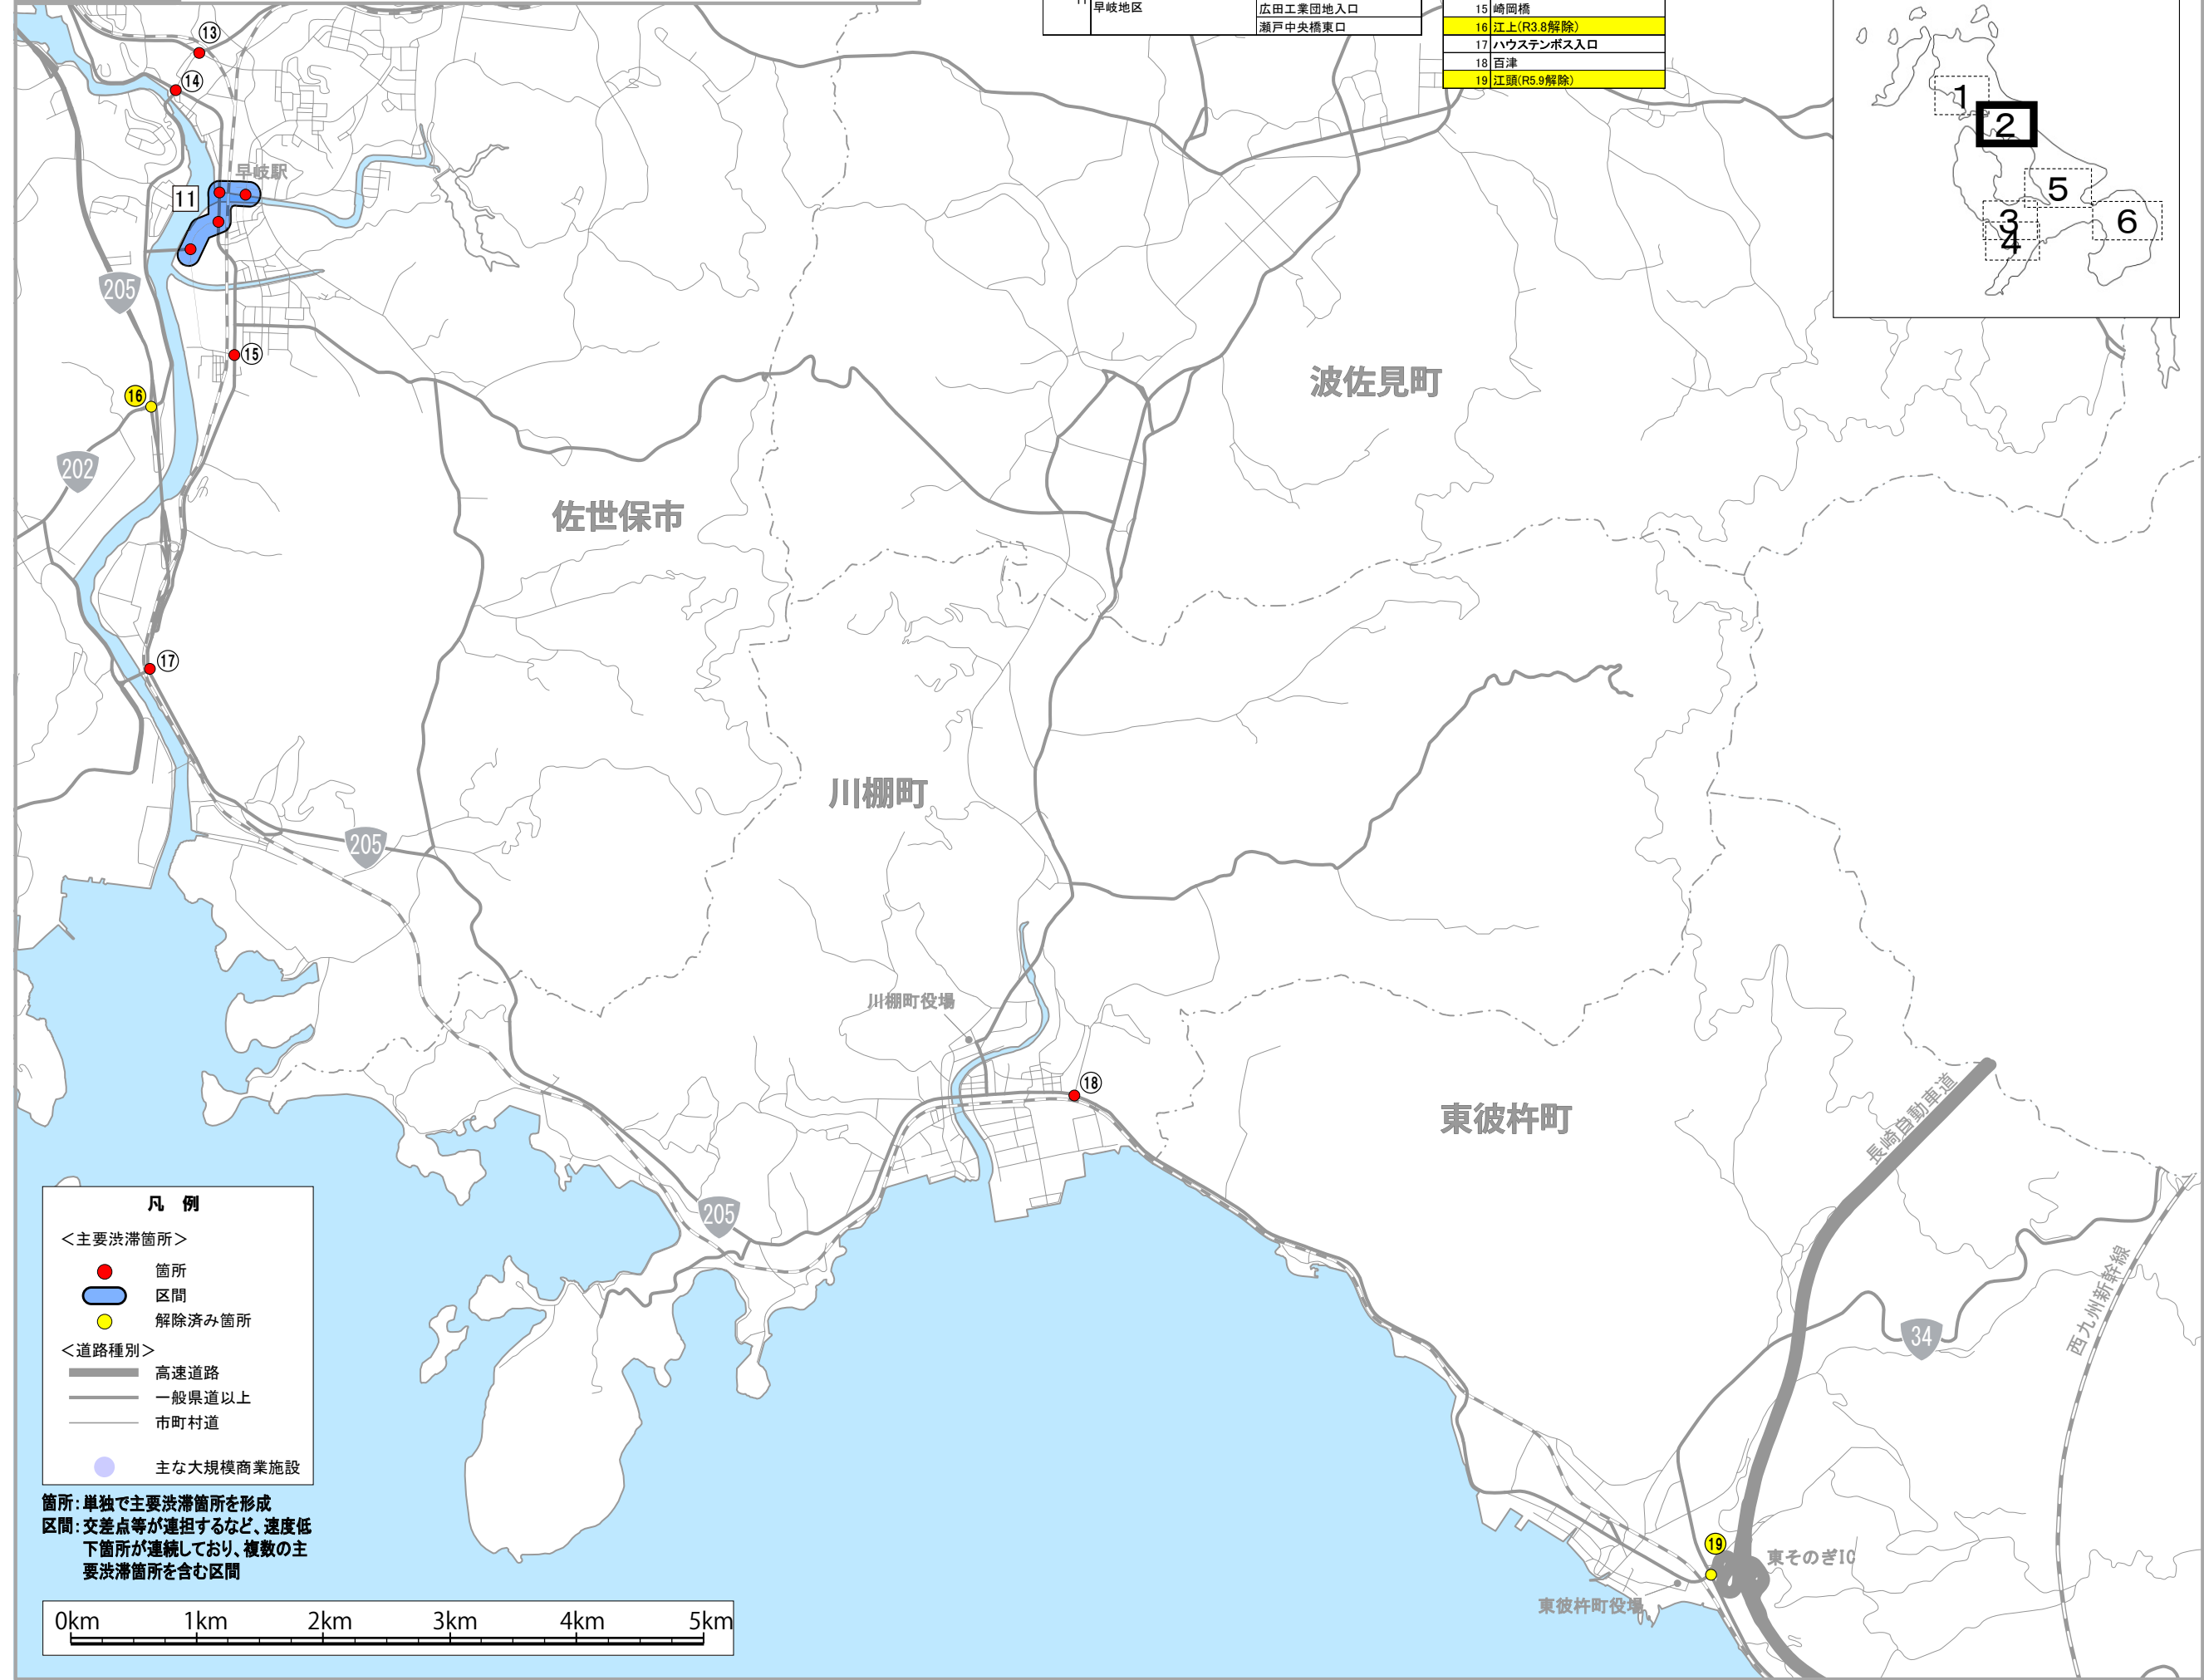 11
早岐地区
広田工業団地入口
瀬戸中央橋東口
15 崎岡橋
16 江上(R3.8解除)
17 ハウステンボス入口
18 百津
19 江頭(R5.9解除)
1
2
5
3
4
6
13
14
早岐駅
11
205
15
16
202
波佐見町
佐世保市
17
川棚町
205
川棚町役場
18
東彼杵町
長崎自動車道
205
西九州新幹線
34
19
東そのぎIC
東彼杵町役場
凡 例
<主要渋滞箇所>
箇所
区間
解除済み箇所
<道路種別>
高速道路
一般県道以上
市町村道
主な大規模商業施設
箇所:単独で主要渋滞箇所を形成
区間:交差点等が連担するなど、速度低
下箇所が連続しており、複数の主
要渋滞箇所を含む区間
0km 1km 2km 3km 4km 5km